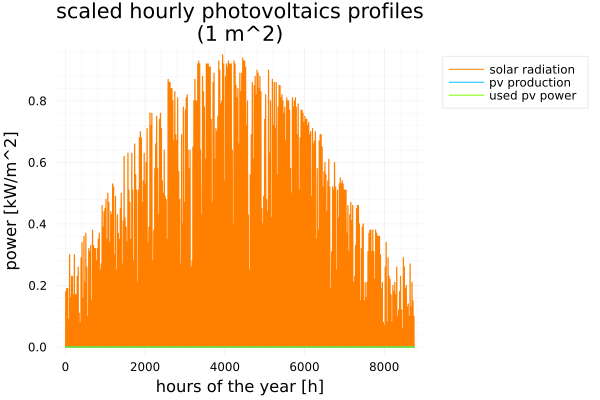 scaled hourly photovoltaics profiles
(1 m^2)
solar radiation
pv production
used pv power
power [kW/m^2]
0.8
0.6
0.4
0.2
0.0
0 2000 4000 6000 8000
hours of the year [h]